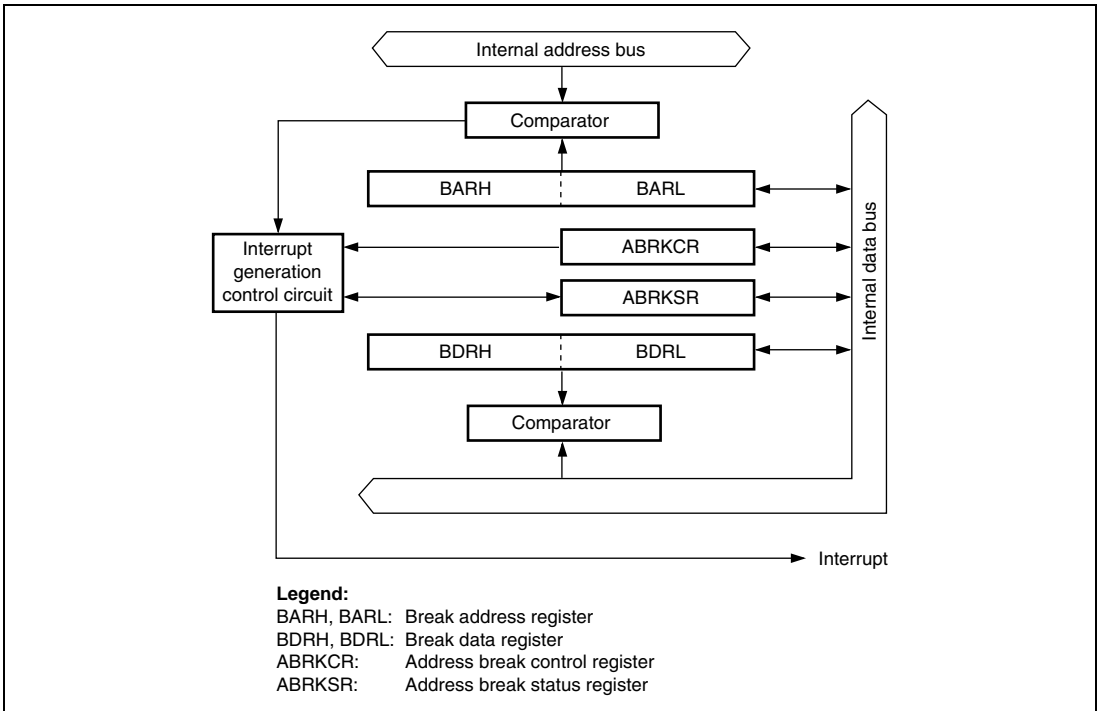 Internal address bus
Comparator
BARH
BARL
Internal data bus
Interrupt
generation
control circuit
ABRKCR
ABRKSR
BDRH
BDRL
Comparator
Interrupt
Legend:
BARH, BARL: Break address register
BDRH, BDRL: Break data register
ABRKCR: Address break control register
ABRKSR: Address break status register